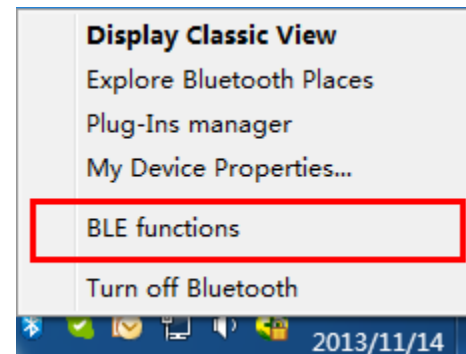 Display Classic View
Explore Bluetooth Places
Plug-Ins manager
My Device Properties...
BLE functions
Turn off Bluetooth
2013/11/14